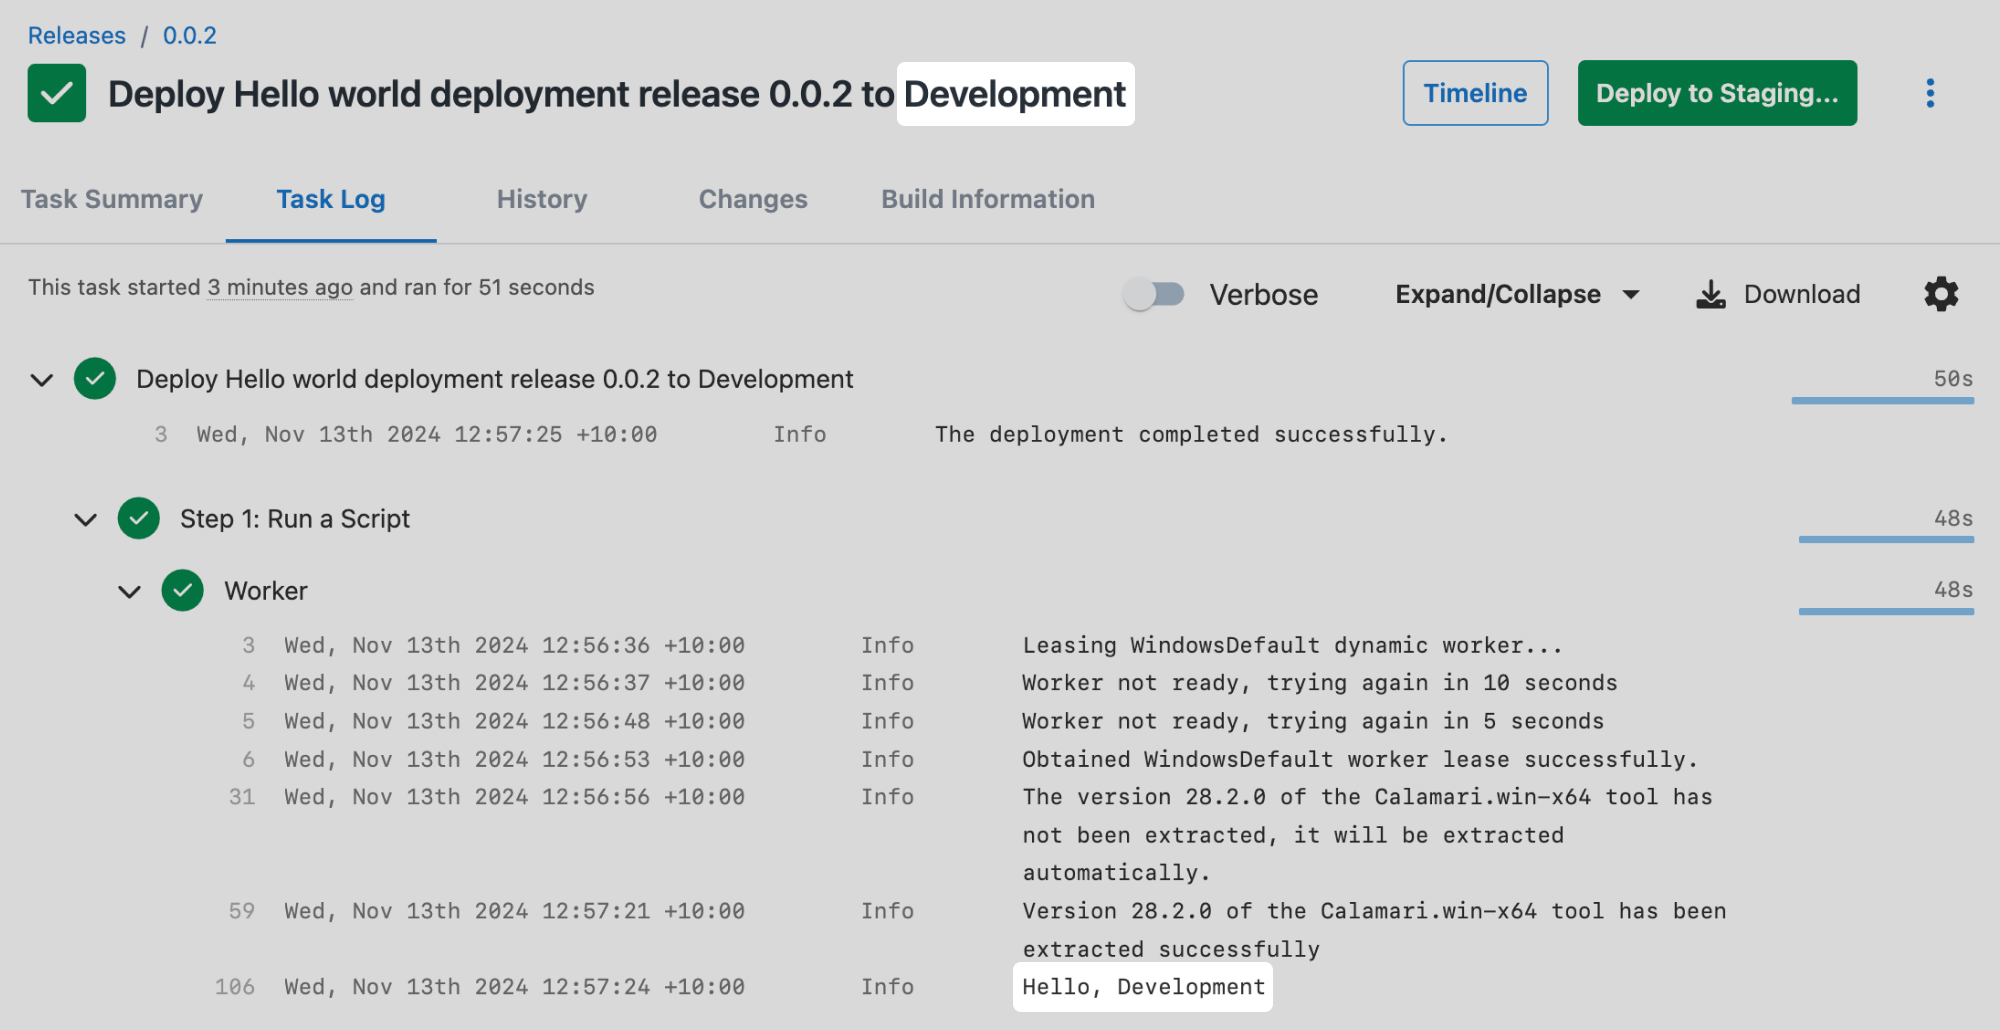 Releases / 0.0.2
Deploy Hello world deployment release 0.0.2 to Development
Timeline
Deploy to Staging...
Task Summary
Task Log
History
Changes
Build Information
This task started 3 minutes ago and ran for 51 seconds
Verbose
Expand/Collapse
Download
Deploy Hello world deployment release 0.0.2 to Development 50s
3 Wed, Nov 13th 2024 12:57:25 +10:00 Info The deployment completed successfully.
Step 1: Run a Script 48s
Worker 48s
3 Wed, Nov 13th 2024 12:56:36 +10:00 Info Leasing WindowsDefault dynamic worker...
4 Wed, Nov 13th 2024 12:56:37 +10:00 Info Worker not ready, trying again in 10 seconds
5 Wed, Nov 13th 2024 12:56:48 +10:00 Info Worker not ready, trying again in 5 seconds
6 Wed, Nov 13th 2024 12:56:53 +10:00 Info Obtained WindowsDefault worker lease successfully.
31 Wed, Nov 13th 2024 12:56:56 +10:00 Info The version 28.2.0 of the Calamari.win-x64 tool has
not been extracted, it will be extracted
automatically.
59 Wed, Nov 13th 2024 12:57:21 +10:00 Info Version 28.2.0 of the Calamari.win-x64 tool has been
extracted successfully
106 Wed, Nov 13th 2024 12:57:24 +10:00 Info Hello, Development